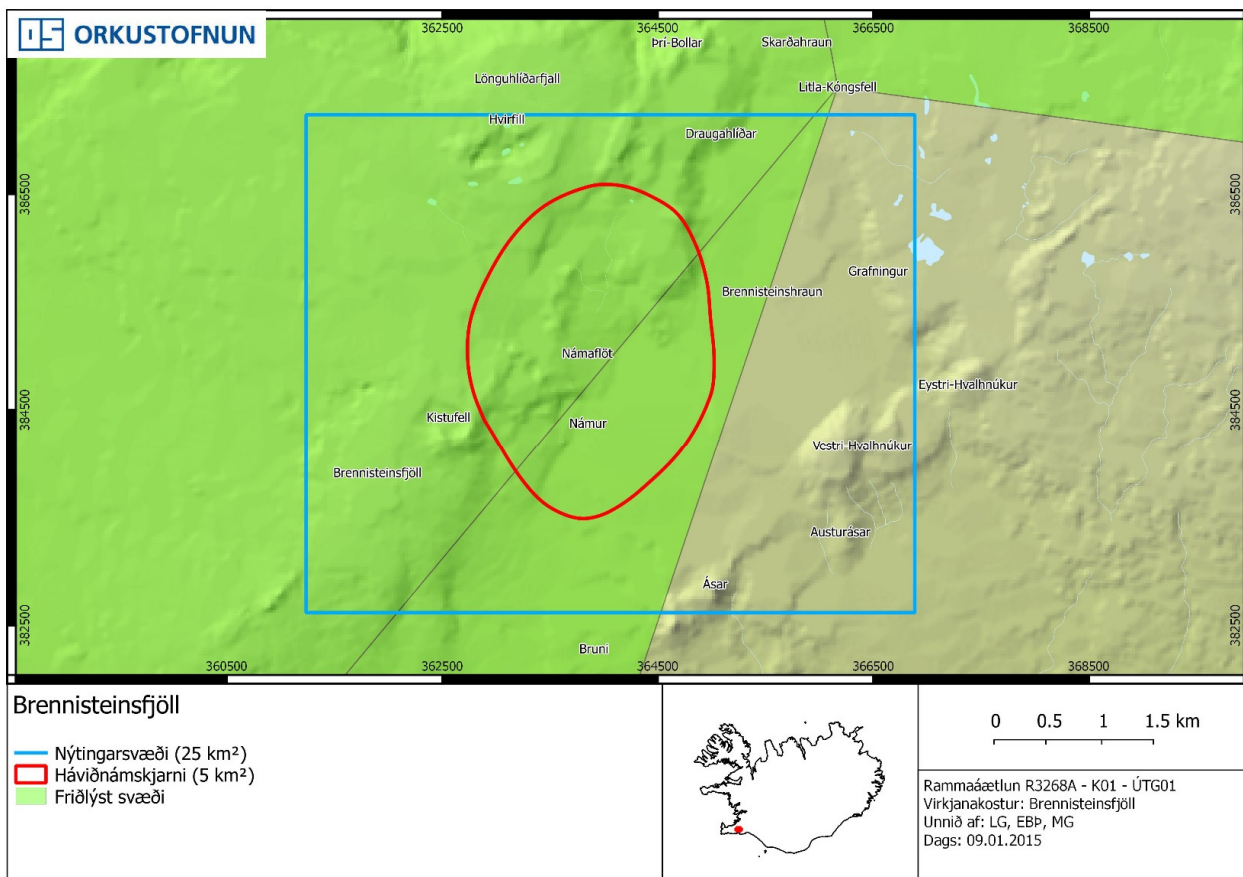 OS ORKUSTOFNUN
362500
364500
366500
368500
Þrí-Bollar
Skarðahraun
Lönguhlíðarfjall
Litla-Kóngsfell
Hvirfill
Draugahlíðar
386500
386500
Grafningur
Brennisteinshraun
Námaflöt
Eystri-Hvalhnúkur
384500
384500
Kistufell
Námur
Vestri-Hvalhnúkur
Brennisteinsfjöll
Austurásar
Ásar
382500
382500
Bruni
360500
362500
364500
366500
368500
Brennisteinsfjöll
Nýtingarsvæði (25 km²)
Háviðnámskjarni (5 km²)
Friðlýst svæði
0 0.5 1 1.5 km
Rammaáætlun R3268A - K01 - ÚTG01
Virkjanakostur: Brennisteinsfjöll
Unnið af: LG, EBÞ, MG
Dags: 09.01.2015